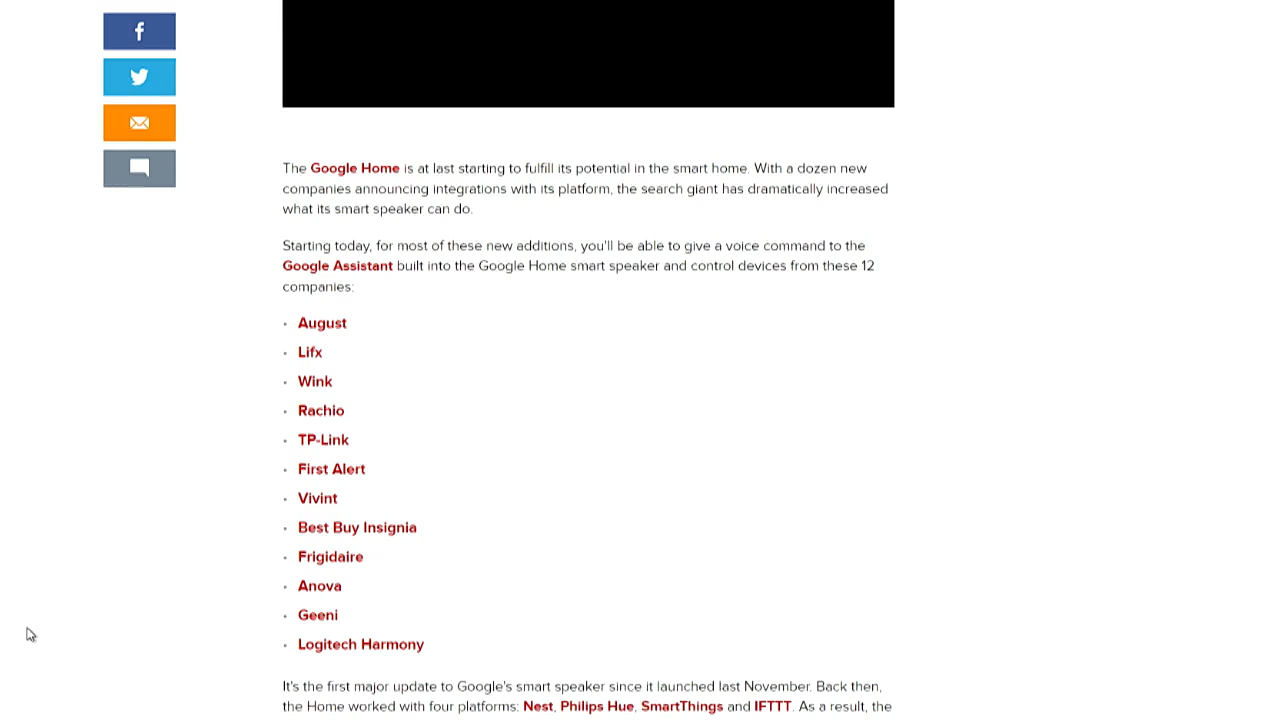 The Google Home is at last starting to fulfill its potential in the smart home. With a dozen new
companies announcing integrations with its platform, the search giant has dramatically increased
what its smart speaker can do.
Starting today, for most of these new additions, you'll be able to give a voice command to the
Google Assistant built into the Google Home smart speaker and control devices from these 12
companies:
• August
• Lifx
• Wink
• Rachio
• TP-Link
• First Alert
• Vivint
• Best Buy Insignia
• Frigidaire
• Anova
• Geeni
• Logitech Harmony
It's the first major update to Google's smart speaker since it launched last November. Back then,
the Home worked with four platforms: Nest, Philips Hue, SmartThings and IFTTT. As a result, the